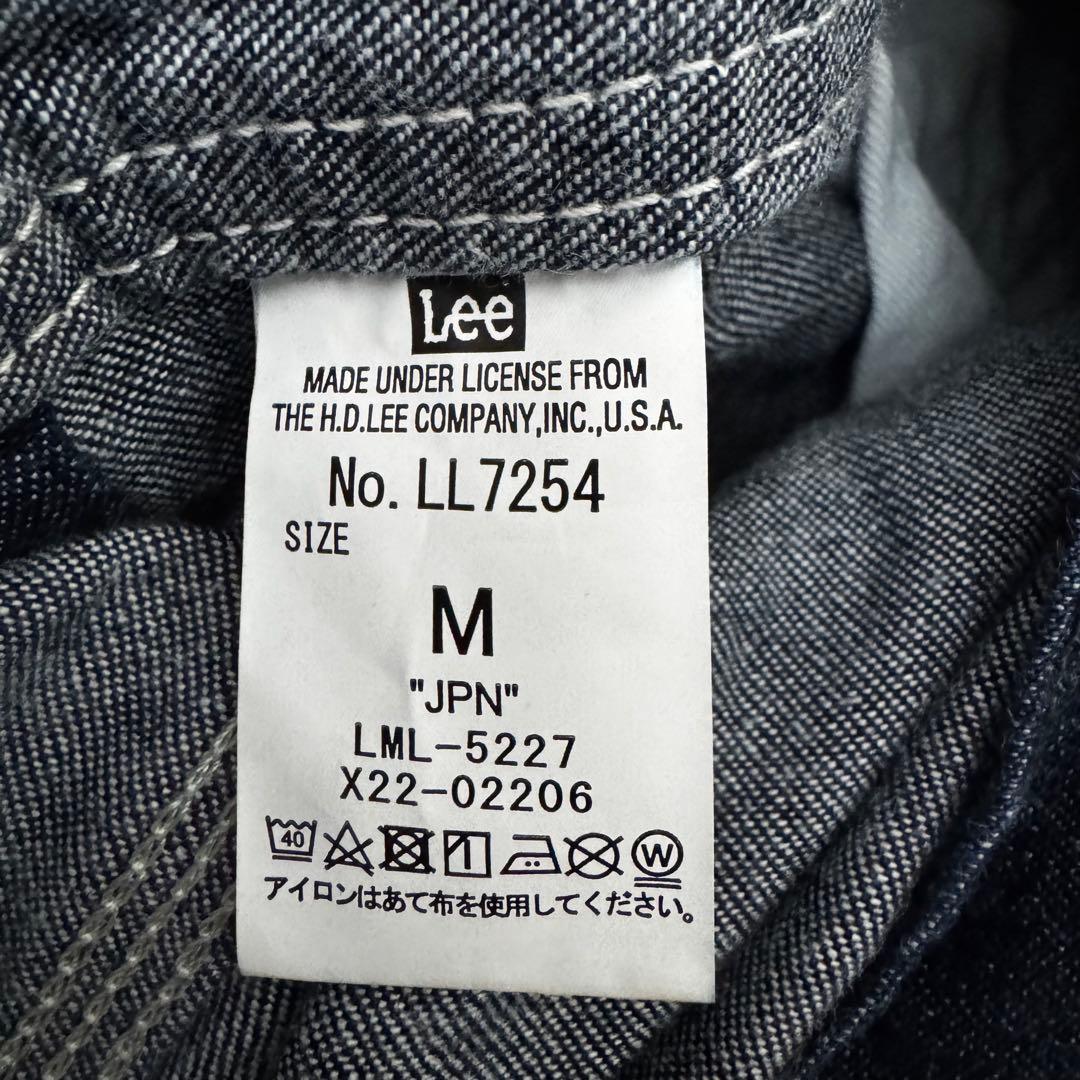 Lee
MADE UNDER LICENSE FROM
THE H.D.LEE COMPANY,INC.,U.S.A.
No. LL7254
SIZE
M
"JPN"
LML-5227
X22-02206
40 W
アイロンはあて布を使用してください。